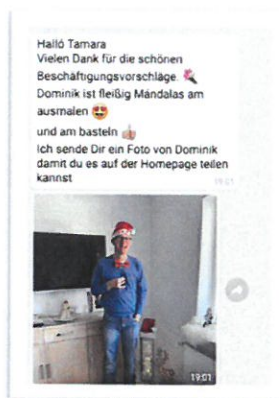 Halló Tamara
Vielen Dank für die schönen
Beschäftigungsvorschläge. 💐
Dominik ist fleißig Mandalas am
ausmalen 😍
und am basteln 👍
Ich sende Dir ein Foto von Dominik
damit du es auf der Homepage teilen
kannst
19:01
19:01